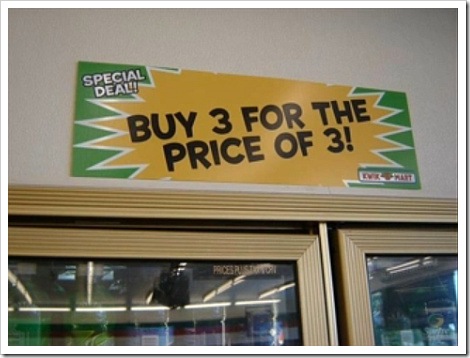 SPECIAL
DEAL!!
BUY 3 FOR THE
PRICE OF 3!
KWIK MART